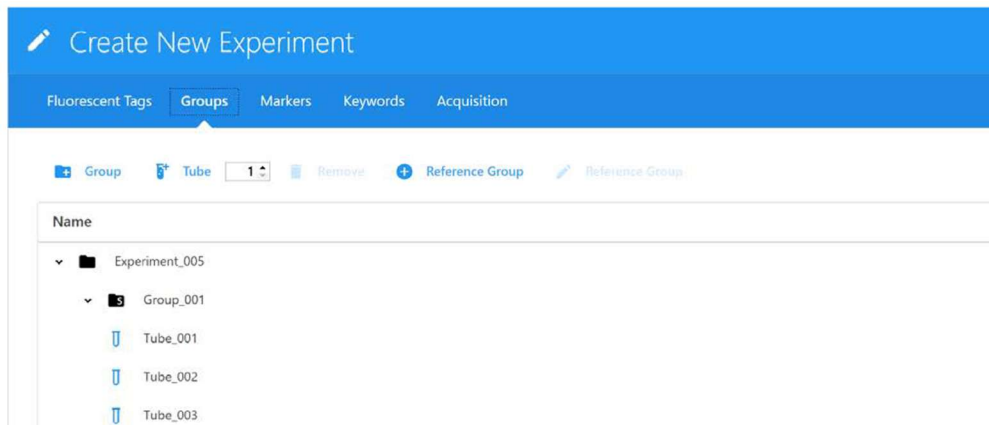 Create New Experiment
Fluorescent Tags Groups Markers Keywords Acquisition
Group Tube 1 Remove Reference Group Reference Group
Name
Experiment_005
S Group_001
Tube_001
Tube_002
Tube_003